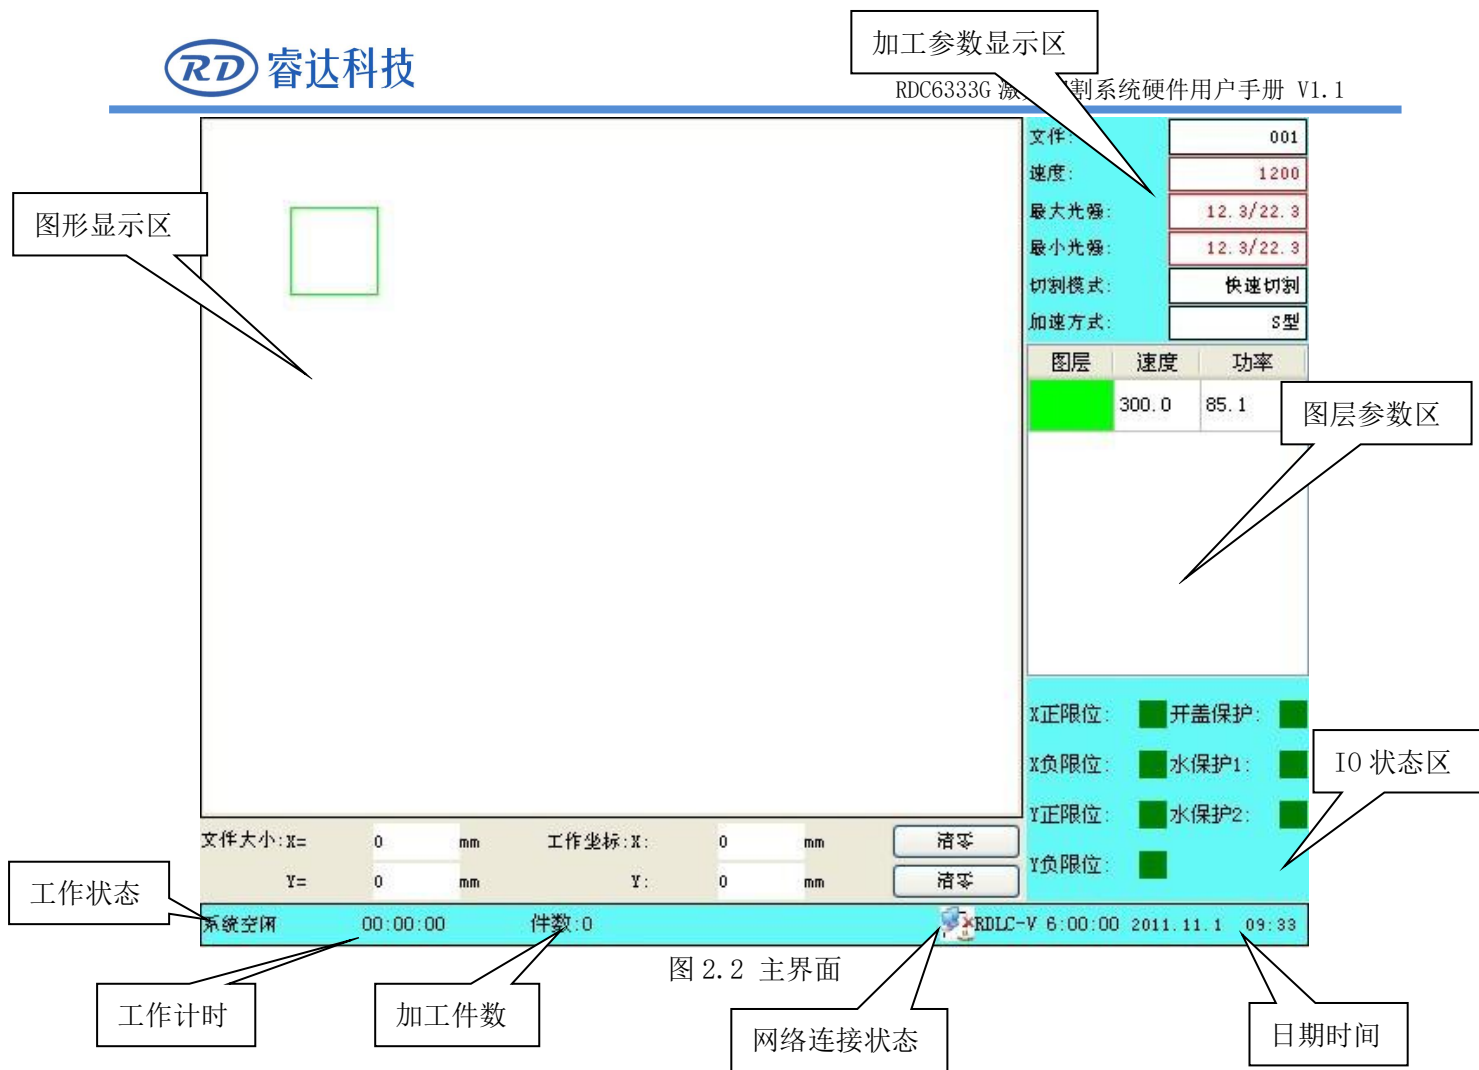 RD 睿达科技
加工参数显示区
RDC6333G 激 割系统硬件用户手册 V1.1
文件: 001
速度: 1200
最大光强: 12.3/22.3
最小光强: 12.3/22.3
切割模式: 快速切割
加速方式: S型
图形显示区
图层 速度 功率
300.0 85.1
图层参数区
X正限位: 开盖保护:
X负限位: 水保护1:
Y正限位: 水保护2:
Y负限位:
IO 状态区
文件大小:X= 0 mm 工作坐标:X: 0 mm 清零
Y= 0 mm Y: 0 mm 清零
工作状态
系统空闲 00:00:00 件数:0 RDLC-V 6:00:00 2011.11.1 09:33
图 2.2 主界面
工作计时
加工件数
网络连接状态
日期时间